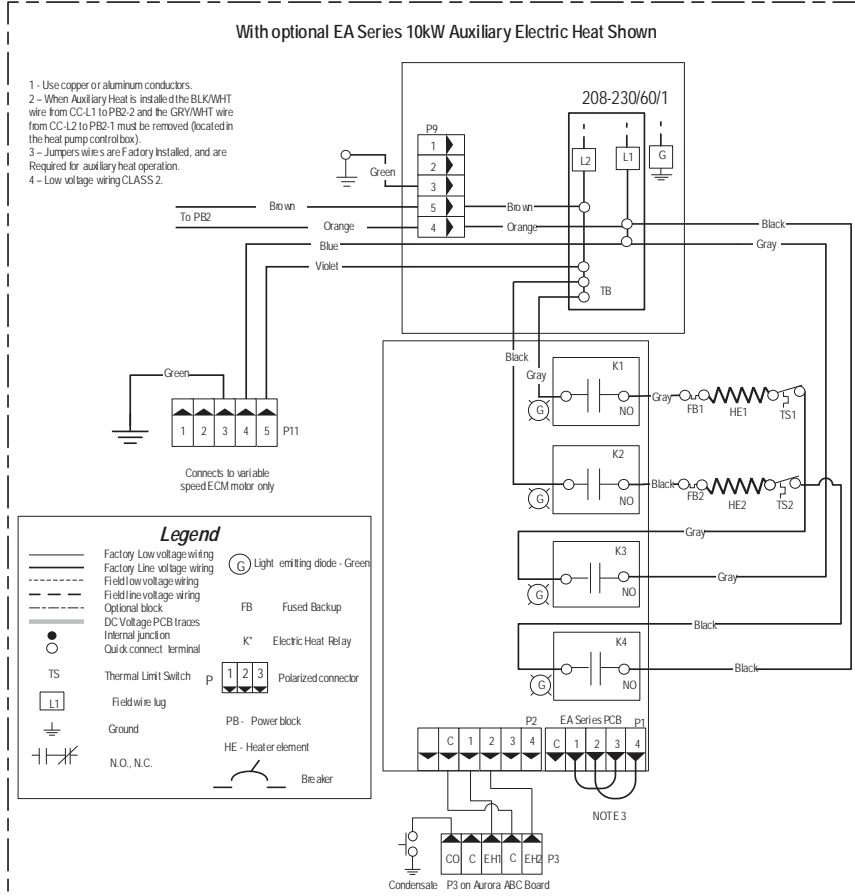 With optional EA Series 10kW Auxiliary Electric Heat Shown
1 - Use copper or aluminum conductors.
2 – When Auxiliary Heat is installed the BLK/WHT
wire from CC-L1 to PB2-2 and the GRY/WHT wire
from CC-L2 to PB2-1 must be removed (located in
the heat pump control box).
3 – Jumpers wires are Factory Installed, and are
Required for auxiliary heat operation.
4 – Low voltage wiring CLASS 2.
208-230/60/1
P9
1
2
3
5
4
Green
L2
L1
G
To PB2
Brown
Brown
Orange
Orange
Black
Blue
Gray
Violet
TB
Black
Gray
Green
1 2 3 4 5 P11
Connects to variable
speed ECM motor only
K1
G
NO
Gray
FB1
HE1
TS1
K2
G
NO
Black
FB2
HE2
TS2
Gray
K3
G
NO
Gray
Black
K4
G
NO
Black
Legend
Factory Low voltage wiring
Factory Line voltage wiring
Field low voltage wiring
Field line voltage wiring
Optional block
DC Voltage PCB traces
Internal junction
Quick connect terminal
TS Thermal Limit Switch
L1 Field wire lug
Ground
N.O., N.C.
G Light emitting diode - Green
FB Fused Backup
K* Electric Heat Relay
P 1 2 3 Polarized connector
PB - Power block
HE - Heater element
Breaker
P2
C 1 2 3 4
EA Series PCB P1
C 1 2 3 4
NOTE 3
CO C EH1 C EH2 P3
Condensate P3 on Aurora ABC Board